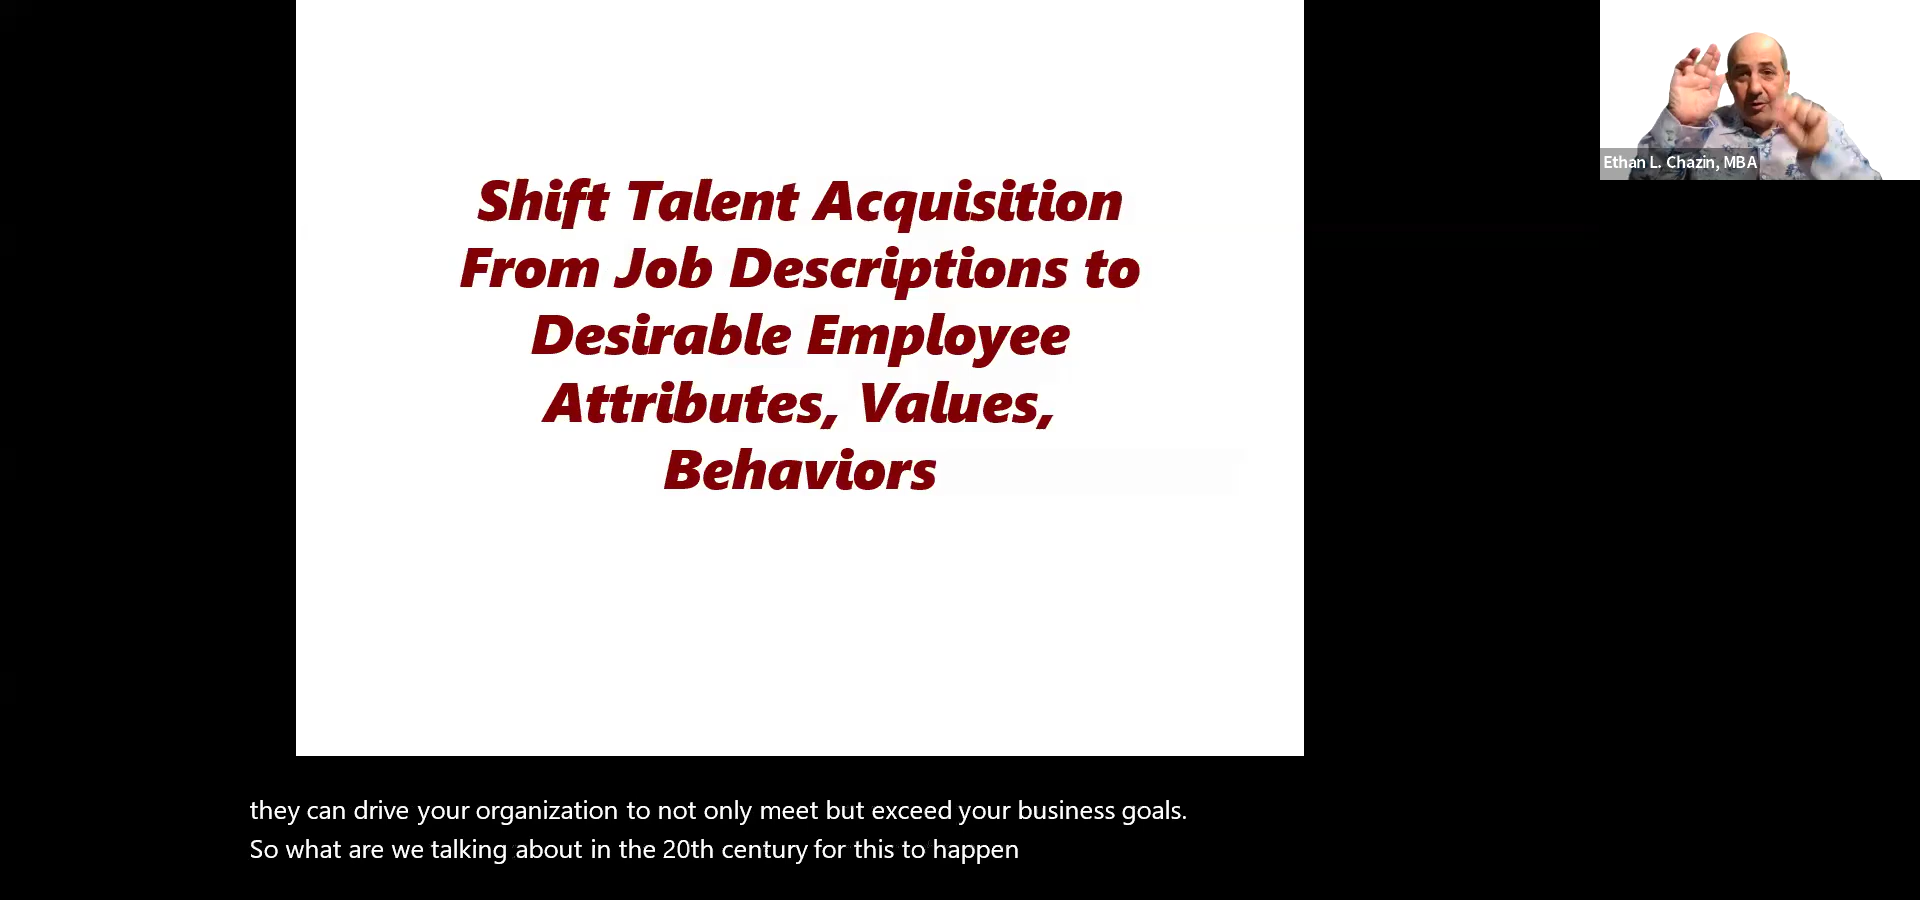 Shift Talent Acquisition
From Job Descriptions to
Desirable Employee
Attributes, Values,
Behaviors
Ethan L. Chazin, MBA
they can drive your organization to not only meet but exceed your business goals.
So what are we talking about in the 20th century for this to happen